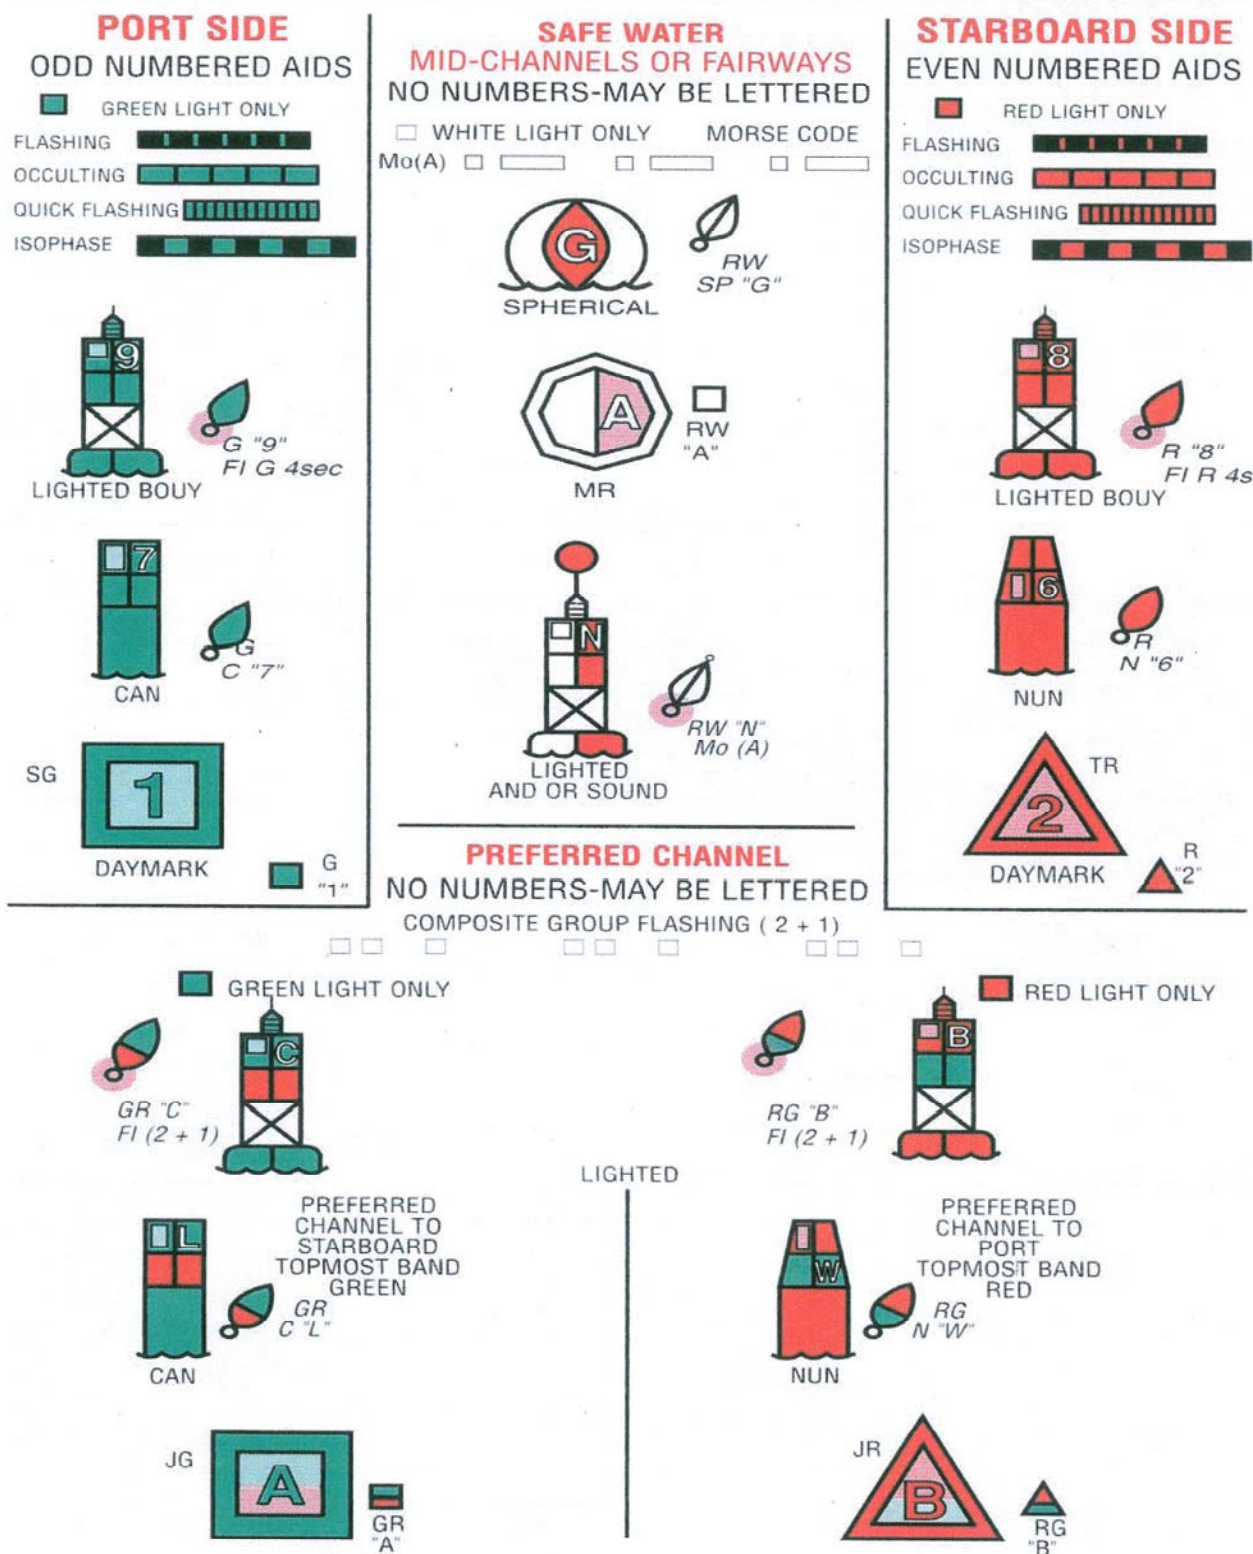 PORT SIDE
ODD NUMBERED AIDS
GREEN LIGHT ONLY
FLASHING
OCCULTING
QUICK FLASHING
ISOPHASE
9
G "9"
Fl G 4sec
LIGHTED BOUY
7
G
C "7"
CAN
SG
1
DAYMARK
G
"1"
SAFE WATER
MID-CHANNELS OR FAIRWAYS
NO NUMBERS-MAY BE LETTERED
WHITE LIGHT ONLY MORSE CODE
Mo(A)
G
RW
SP "G"
SPHERICAL
A
RW
"A"
MR
N
RW "N"
Mo (A)
LIGHTED
AND OR SOUND
STARBOARD SIDE
EVEN NUMBERED AIDS
RED LIGHT ONLY
FLASHING
OCCULTING
QUICK FLASHING
ISOPHASE
8
R "8"
Fl R 4s
LIGHTED BOUY
6
R
N "6"
NUN
TR
2
DAYMARK
R
"2"
PREFERRED CHANNEL
NO NUMBERS-MAY BE LETTERED
COMPOSITE GROUP FLASHING ( 2 + 1)
GREEN LIGHT ONLY
C
GR "C"
Fl (2 + 1)
RED LIGHT ONLY
B
RG "B"
Fl (2 + 1)
LIGHTED
L
PREFERRED
CHANNEL TO
STARBOARD
TOPMOST BAND
GREEN
GR
C "L"
CAN
W
PREFERRED
CHANNEL TO
PORT
TOPMOST BAND
RED
RG
N "W"
NUN
JG
A
GR
"A"
JR
B
RG
"B"